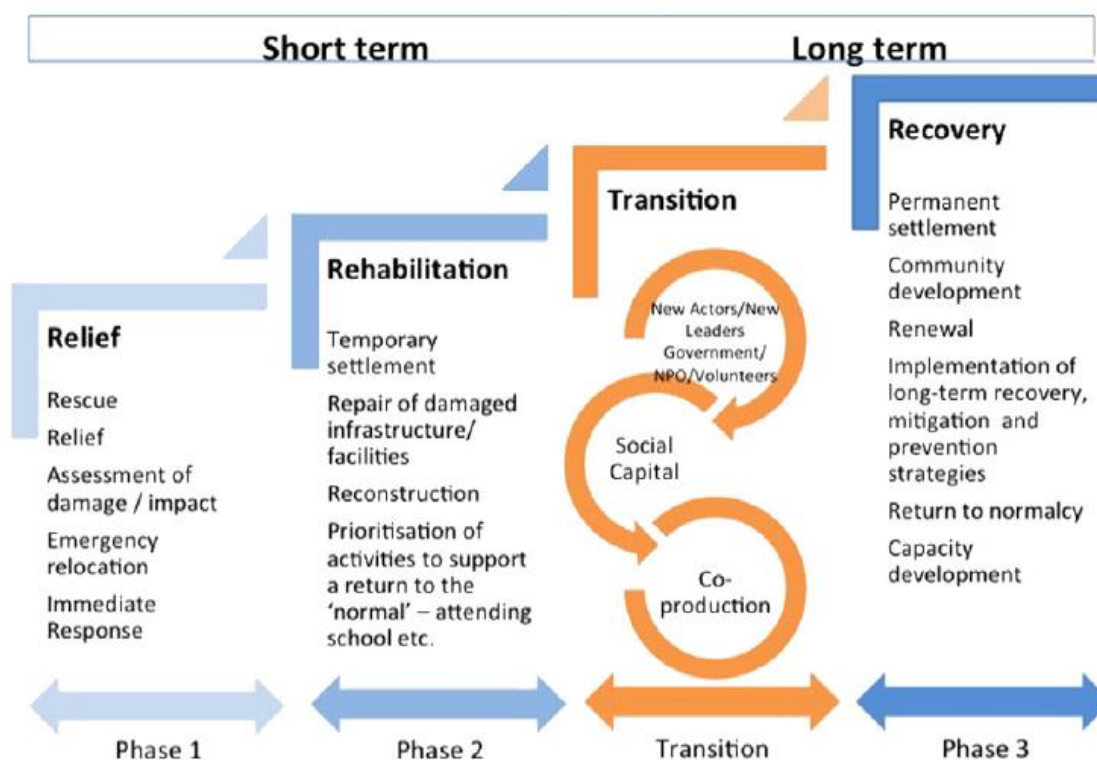 Short term
Long term
Relief
Rescue
Relief
Assessment of
damage / impact
Emergency
relocation
Immediate
Response
Rehabilitation
Temporary
settlement
Repair of damaged
infrastructure/
facilities
Reconstruction
Prioritisation of
activities to support
a return to the
‘normal’ – attending
school etc.
Transition
New Actors/New
Leaders
Government/
NPO/Volunteers
Social
Capital
Co-
production
Recovery
Permanent
settlement
Community
development
Renewal
Implementation of
long-term recovery,
mitigation and
prevention
strategies
Return to normalcy
Capacity
development
Phase 1
Phase 2
Transition
Phase 3